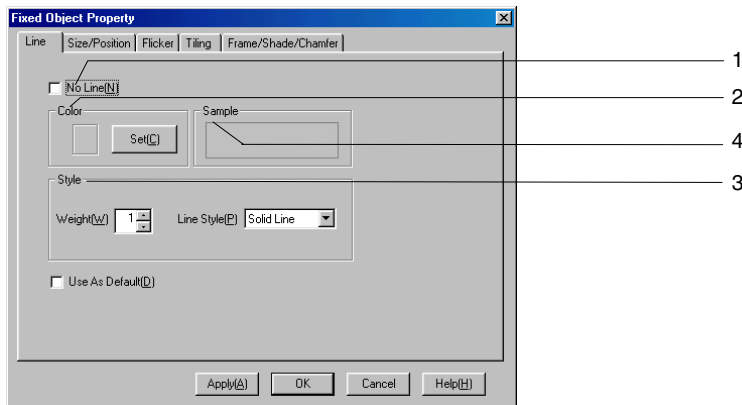 Fixed Object Property
Line Size/Position Flicker Tiling Frame/Shade/Chamfer
1
No Line(N)
2
Color Sample
Set(C)
4
Style
3
Weight(W) 1 Line Style(P) Solid Line
Use As Default(D)
Apply(A) OK Cancel Help(H)